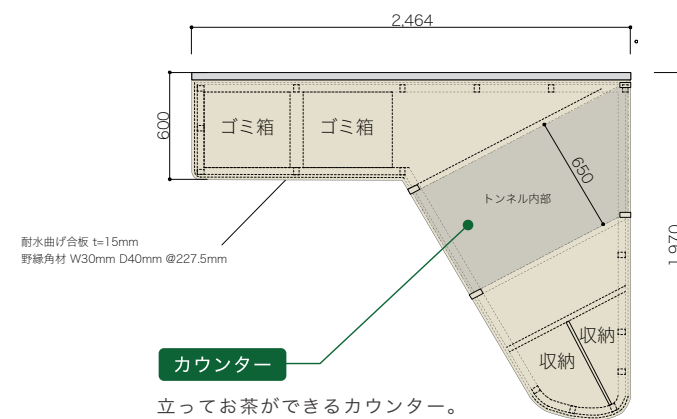 2,464
600
ゴミ箱
ゴミ箱
650
トンネル内部
1,970
耐水曲げ合板 t=15mm
野縁角材 W30mm D40mm @227.5mm
収納
収納
カウンター
立ってお茶ができるカウンター。